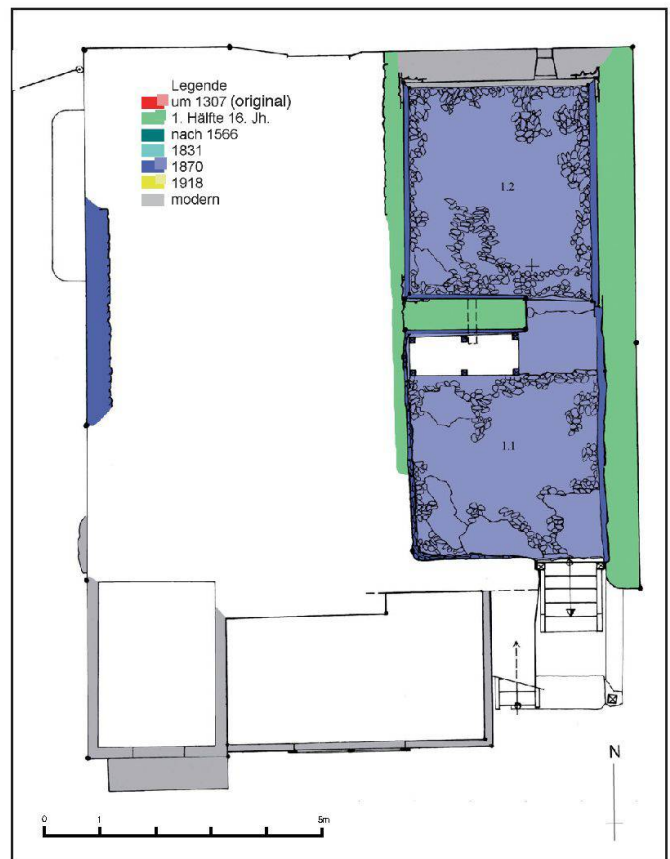 Legende
um 1307 (original)
1. Hälfte 16. Jh.
nach 1566
1831
1870
1918
modern
1.2
1.1
N
0 1 5m